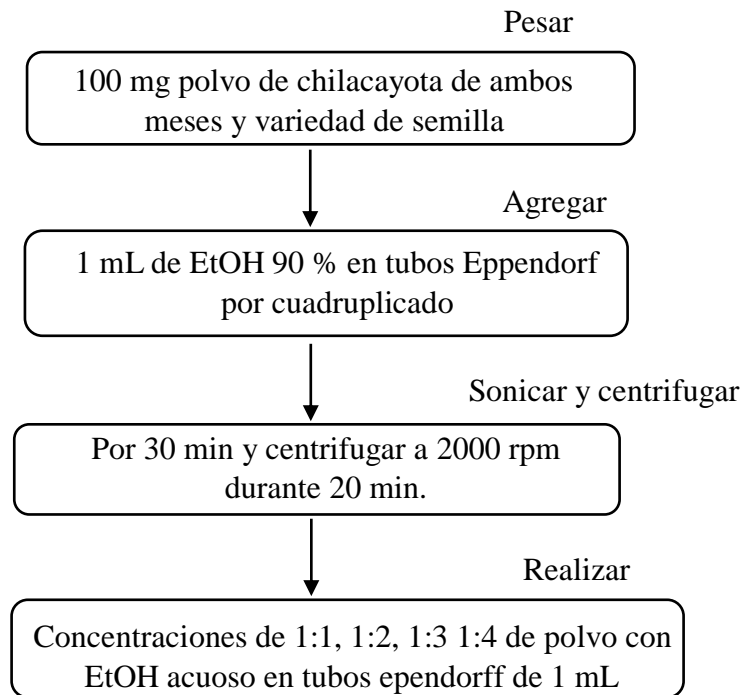 Pesar
100 mg polvo de chilacayota de ambos
meses y variedad de semilla
Agregar
1 mL de EtOH 90 % en tubos Eppendorf
por cuadruplicado
Sonicar y centrifugar
Por 30 min y centrifugar a 2000 rpm
durante 20 min.
Realizar
Concentraciones de 1:1, 1:2, 1:3 1:4 de polvo con
EtOH acuoso en tubos ependorff de 1 mL